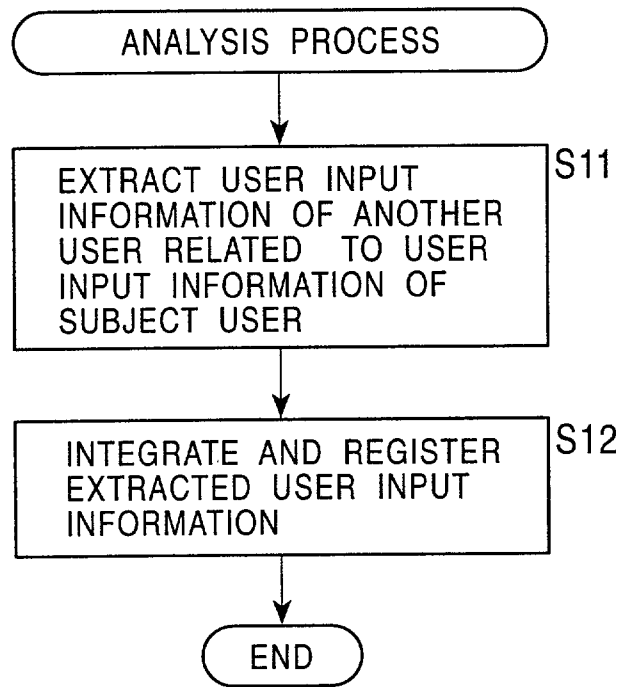 ANALYSIS PROCESS
S11
EXTRACT USER INPUT
INFORMATION OF ANOTHER
USER RELATED TO USER
INPUT INFORMATION OF
SUBJECT USER
S12
INTEGRATE AND REGISTER
EXTRACTED USER INPUT
INFORMATION
END